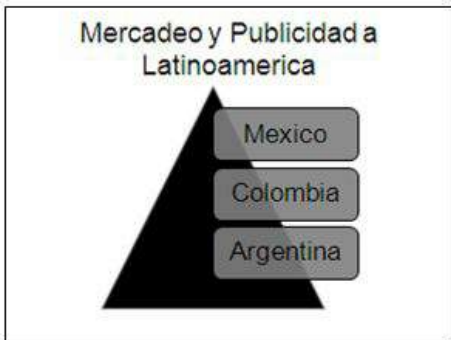 Mercadeo y Publicidad a
Latinoamerica
Mexico
Colombia
Argentina